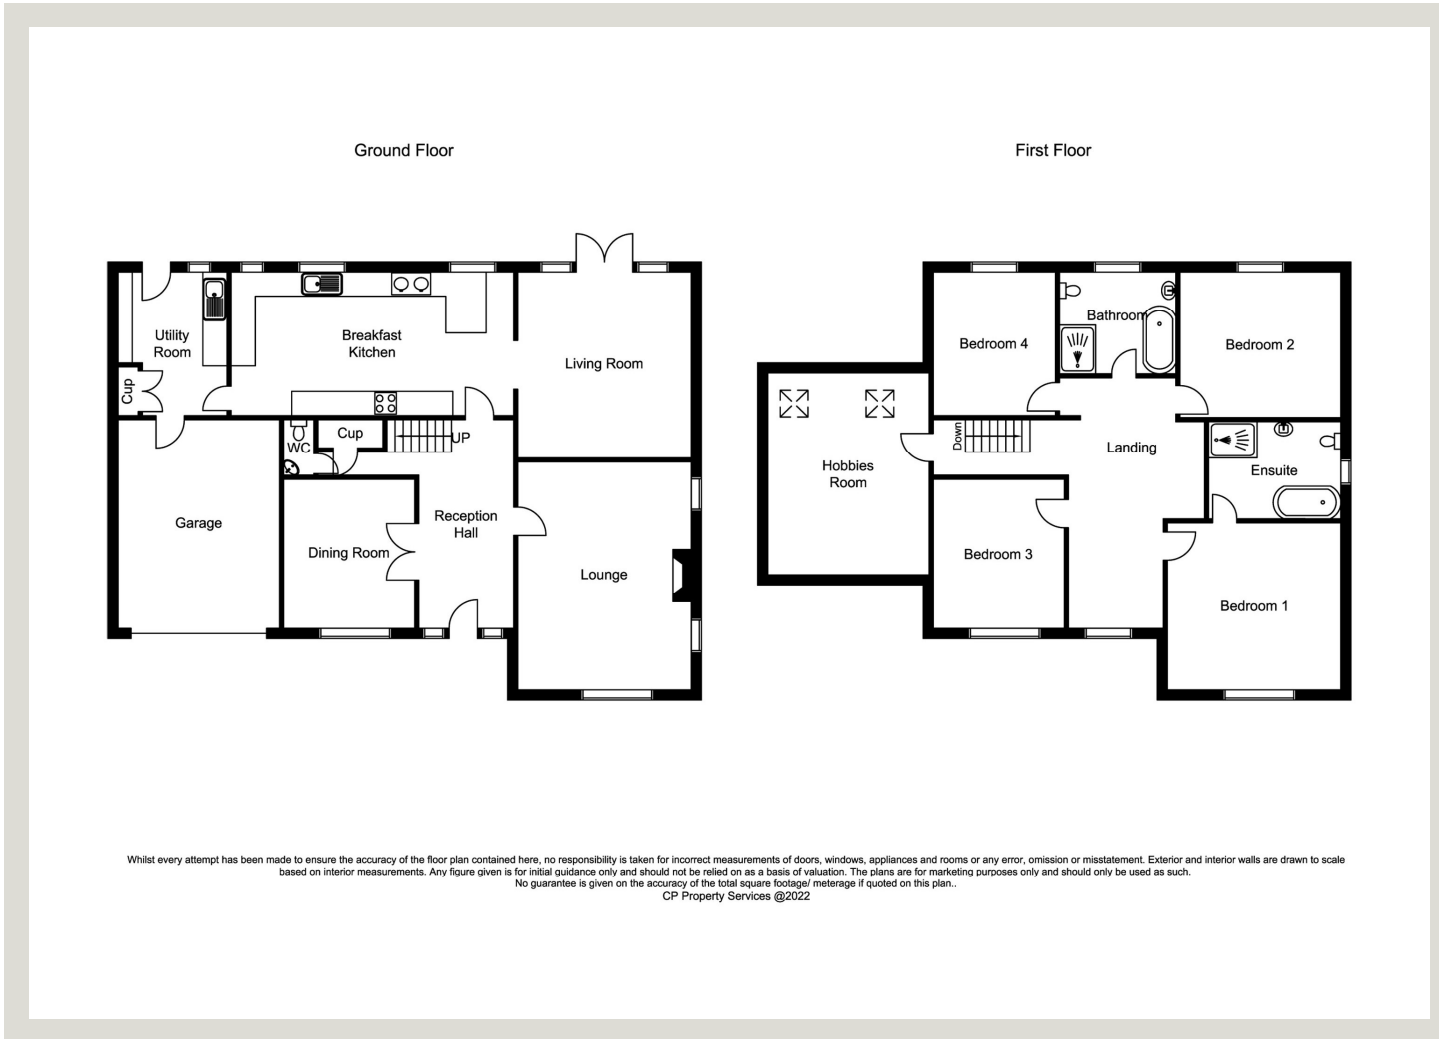 Ground Floor
First Floor
Utility
Room
Cup
Breakfast
Kitchen
Living Room
WC
Cup
UP
Garage
Dining Room
Reception
Hall
Lounge
Bedroom 4
Bathroom
Bedroom 2
Hobbies
Room
Down
Landing
Ensuite
Bedroom 3
Bedroom 1
Whilst every attempt has been made to ensure the accuracy of the floor plan contained here, no responsibility is taken for incorrect measurements of doors, windows, appliances and rooms or any error, omission or misstatement. Exterior and interior walls are drawn to scale
based on interior measurements. Any figure given is for initial guidance only and should not be relied on as a basis of valuation. The plans are for marketing purposes only and should only be used as such.
No guarantee is given on the accuracy of the total square footage/ meterage if quoted on this plan..
CP Property Services @2022